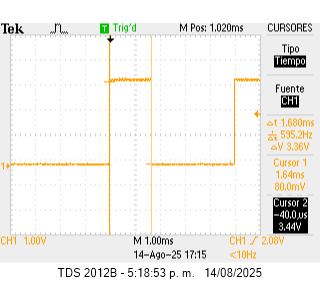 Tek
T Trig'd
M Pos: 1.020ms
CURSORES
Tipo
Tiempo
Fuente
CH1
Δt 1.680ms
1/Δt 595.2Hz
ΔV 3.36V
Cursor 1
1.64ms
80.0mV
Cursor 2
-40.0µs
3.44V
1
CH1 1.00V
M 1.00ms
CH1 / 2.08V
14-Ago-25 17:15
<10Hz
TDS 2012B - 5:18:53 p. m. 14/08/2025